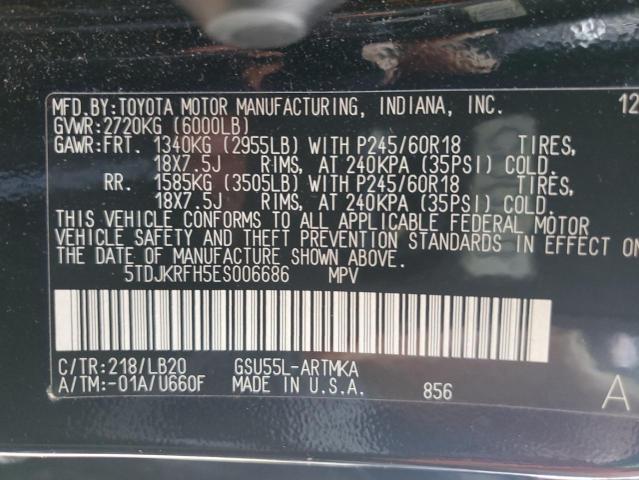 MFD.BY:TOYOTA MOTOR MANUFACTURING, INDIANA, INC. 12
GVWR:2720KG (6000LB)
GAWR:FRT. 1340KG (2955LB) WITH P245/60R18 TIRES,
18X7.5J RIMS, AT 240KPA (35PSI) COLD.
RR. 1585KG (3505LB) WITH P245/60R18 TIRES,
18X7.5J RIMS, AT 240KPA (35PSI) COLD.
THIS VEHICLE CONFORMS TO ALL APPLICABLE FEDERAL MOTOR
VEHICLE SAFETY AND THEFT PREVENTION STANDARDS IN EFFECT ON
THE DATE OF MANUFACTURE SHOWN ABOVE.
5TDJKRFH5ES006686 MPV
C/TR:218/LB20 GSU55L-ARTMKA
A/TM:-01A/U660F MADE IN U.S.A. 856 A